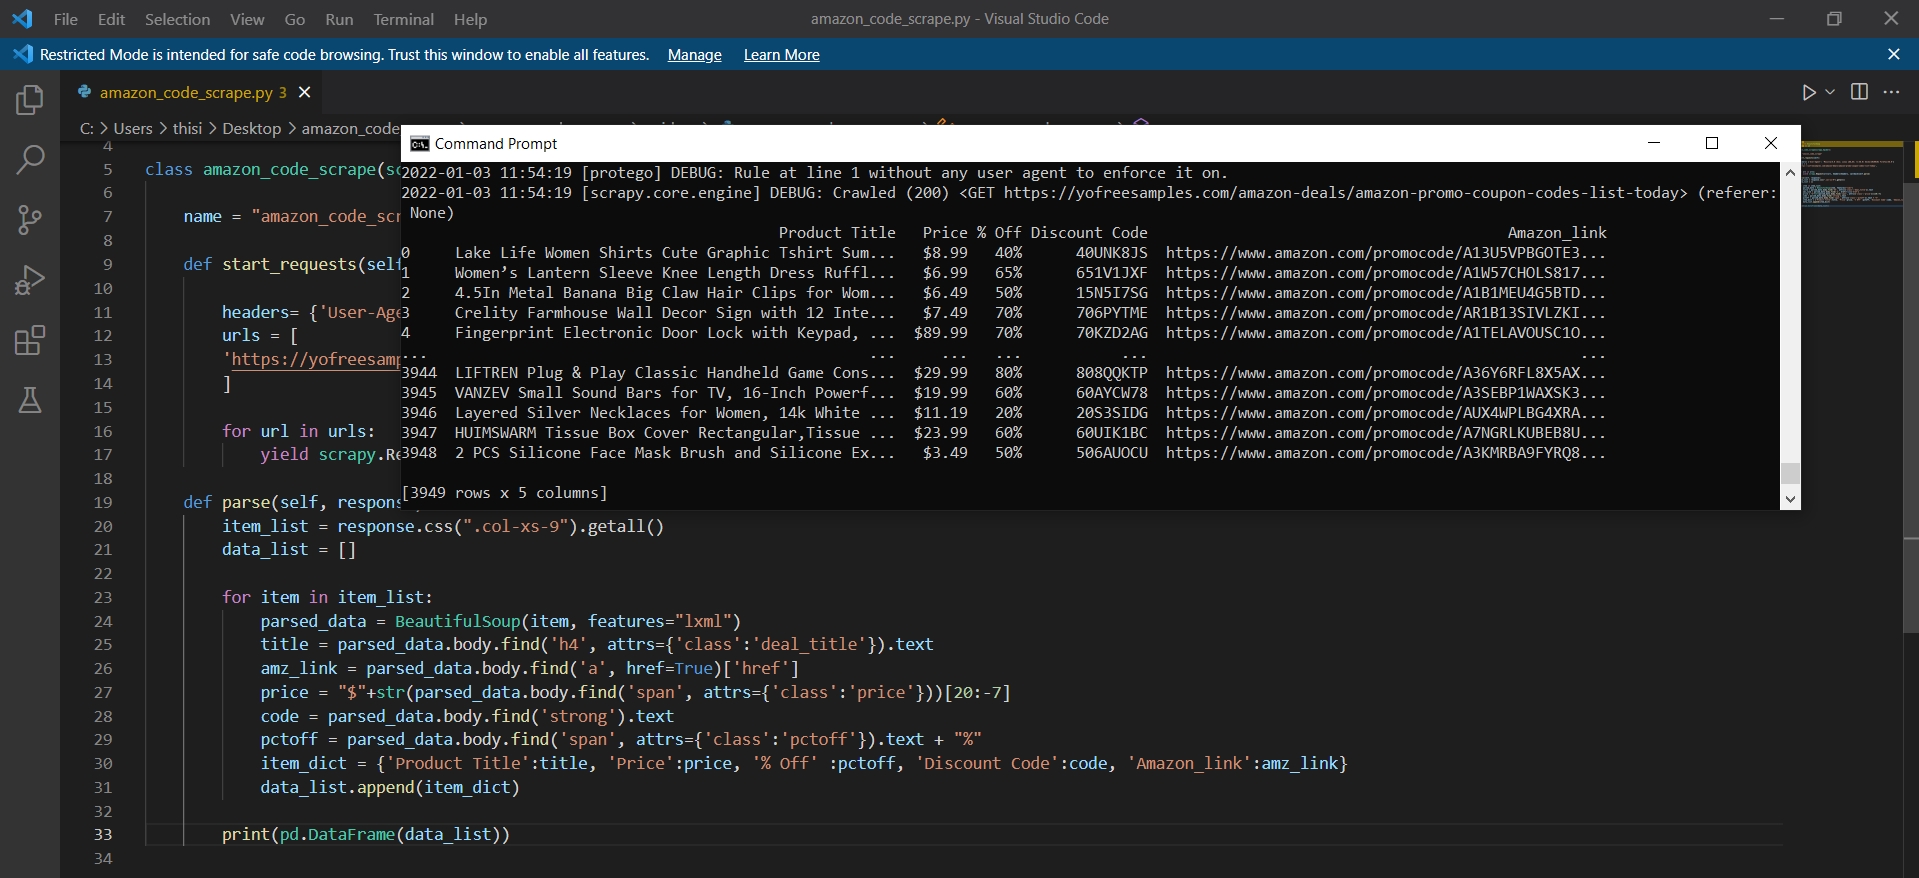 File Edit Selection View Go Run Terminal Help
amazon_code_scrape.py - Visual Studio Code
Restricted Mode is intended for safe code browsing. Trust this window to enable all features. Manage Learn More
amazon_code_scrape.py 3
C: > Users > thisi > Desktop > amazon_code
Command Prompt
2022-01-03 11:54:19 [protego] DEBUG: Rule at line 1 without any user agent to enforce it on.
2022-01-03 11:54:19 [scrapy.core.engine] DEBUG: Crawled (200) <GET https://yofreesamples.com/amazon-deals/amazon-promo-coupon-codes-list-today> (referer:
None)
Product Title Price % Off Discount Code Amazon_link
0 Lake Life Women Shirts Cute Graphic Tshirt Sum... $8.99 40% 40UNK8JS https://www.amazon.com/promocode/A13U5VPBGOTE3...
1 Women’s Lantern Sleeve Knee Length Dress Ruffl... $6.99 65% 651V1JXF https://www.amazon.com/promocode/A1W57CHOLS817...
2 4.5In Metal Banana Big Claw Hair Clips for Wom... $6.49 50% 15N5I7SG https://www.amazon.com/promocode/A1B1MEU4G5BTD...
3 Crelity Farmhouse Wall Decor Sign with 12 Inte... $7.49 70% 706PYTME https://www.amazon.com/promocode/AR1B13SIVLZKI...
4 Fingerprint Electronic Door Lock with Keypad, ... $89.99 70% 70KZD2AG https://www.amazon.com/promocode/A1TELAVOUSC1O...
... ... ... ... ... ...
3944 LIFTREN Plug & Play Classic Handheld Game Cons... $29.99 80% 808QQKTP https://www.amazon.com/promocode/A36Y6RFL8X5AX...
3945 VANZEV Small Sound Bars for TV, 16-Inch Powerf... $19.99 60% 60AYCW78 https://www.amazon.com/promocode/A3SEBP1WAXSK3...
3946 Layered Silver Necklaces for Women, 14k White ... $11.19 20% 20S3SIDG https://www.amazon.com/promocode/AUX4WPLBG4XRA...
3947 HUIMSWARM Tissue Box Cover Rectangular,Tissue ... $23.99 60% 60UIK1BC https://www.amazon.com/promocode/A7NGRLKUBEB8U...
3948 2 PCS Silicone Face Mask Brush and Silicone Ex... $3.49 50% 506AUOCU https://www.amazon.com/promocode/A3KMRBA9FYRQ8...
[3949 rows x 5 columns]
4
5 class amazon_code_scrape(sc
6
7 name = "amazon_code_scr
8
9 def start_requests(self
10
11 headers= {'User-Age
12 urls = [
13 'https://yofreesamp
14 ]
15
16 for url in urls:
17 yield scrapy.Re
18
19 def parse(self, respons
20 item_list = response.css(".col-xs-9").getall()
21 data_list = []
22
23 for item in item_list:
24 parsed_data = BeautifulSoup(item, features="lxml")
25 title = parsed_data.body.find('h4', attrs={'class':'deal_title'}).text
26 amz_link = parsed_data.body.find('a', href=True)['href']
27 price = "$"+str(parsed_data.body.find('span', attrs={'class':'price'}))[20:-7]
28 code = parsed_data.body.find('strong').text
29 pctoff = parsed_data.body.find('span', attrs={'class':'pctoff'}).text + "%"
30 item_dict = {'Product Title':title, 'Price':price, '% Off' :pctoff, 'Discount Code':code, 'Amazon_link':amz_link}
31 data_list.append(item_dict)
32
33 print(pd.DataFrame(data_list))
34